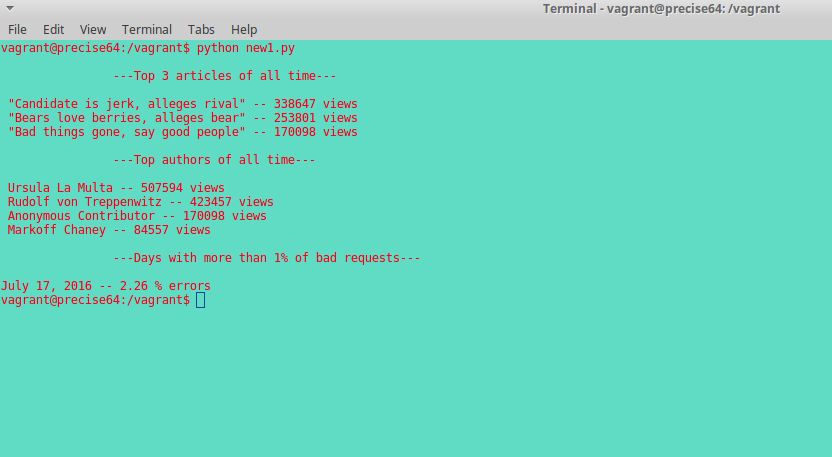 Terminal - vagrant@precise64: /vagrant
File Edit View Terminal Tabs Help
vagrant@precise64:/vagrant$ python new1.py
---Top 3 articles of all time---
"Candidate is jerk, alleges rival" -- 338647 views
"Bears love berries, alleges bear" -- 253801 views
"Bad things gone, say good people" -- 170098 views
---Top authors of all time---
Ursula La Multa -- 507594 views
Rudolf von Treppenwitz -- 423457 views
Anonymous Contributor -- 170098 views
Markoff Chaney -- 84557 views
---Days with more than 1% of bad requests---
July 17, 2016 -- 2.26 % errors
vagrant@precise64:/vagrant$